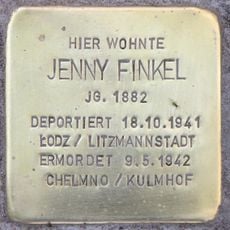 HIER WOHNTE
JENNY FINKEL
JG. 1882
DEPORTIERT 18.10.1941
ŁODZ / LITZMANNSTADT
ERMORDET 9.5.1942
CHELMNO / KULMHOF